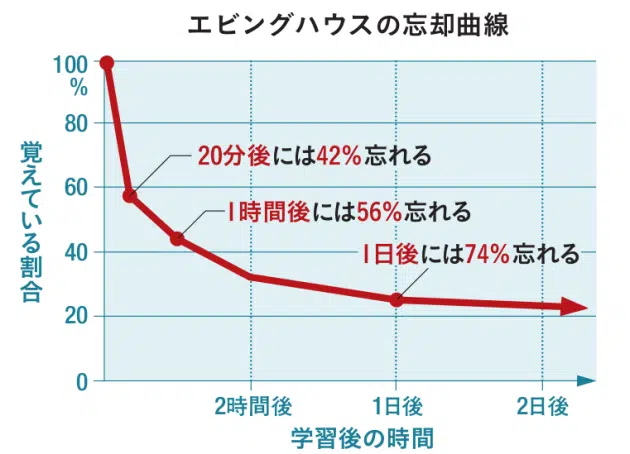 エビングハウスの忘却曲線
100
%
80
60
40
20
0
覚えている割合
20分後には42%忘れる
1時間後には56%忘れる
1日後には74%忘れる
2時間後
1日後
2日後
学習後の時間